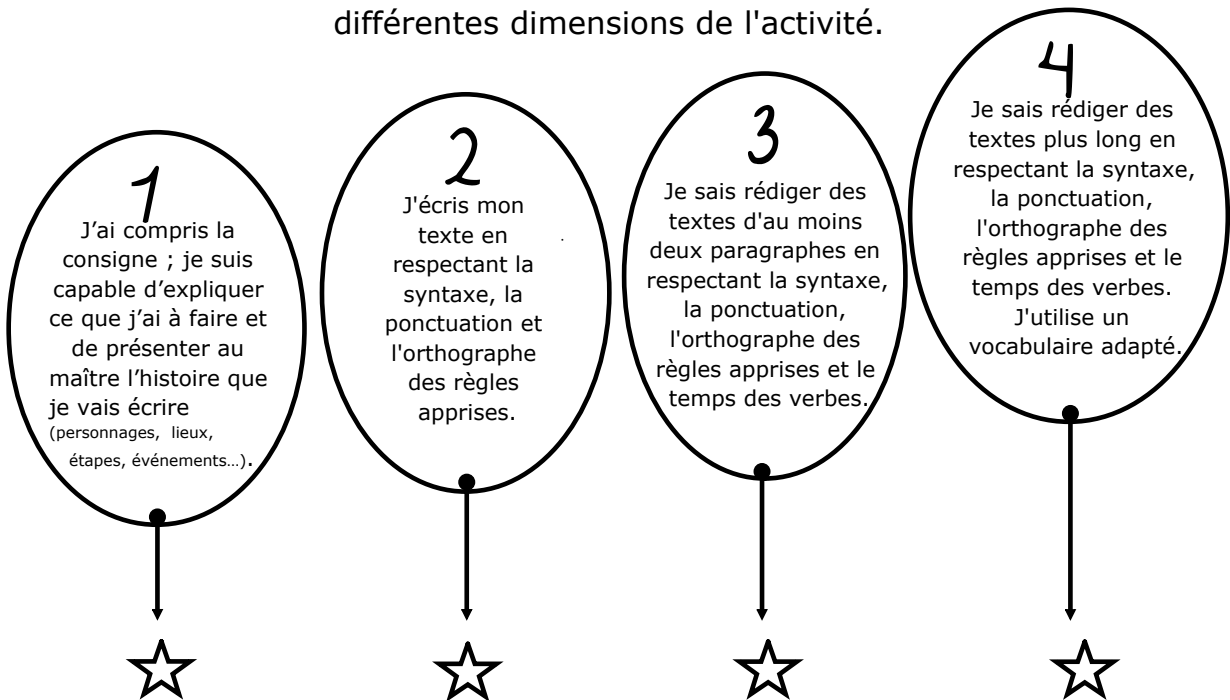 différentes dimensions de l'activité.
1
J’ai compris la
consigne ; je suis
capable d’expliquer
ce que j’ai à faire et
de présenter au
maître l’histoire que
je vais écrire
(personnages, lieux,
étapes, événements…).
2
J'écris mon
texte en
respectant la
syntaxe, la
ponctuation et
l'orthographe
des règles
apprises.
3
Je sais rédiger des
textes d'au moins
deux paragraphes en
respectant la syntaxe,
la ponctuation,
l'orthographe des
règles apprises et le
temps des verbes.
4
Je sais rédiger des
textes plus long en
respectant la syntaxe,
la ponctuation,
l'orthographe des
règles apprises et le
temps des verbes.
J'utilise un
vocabulaire adapté.